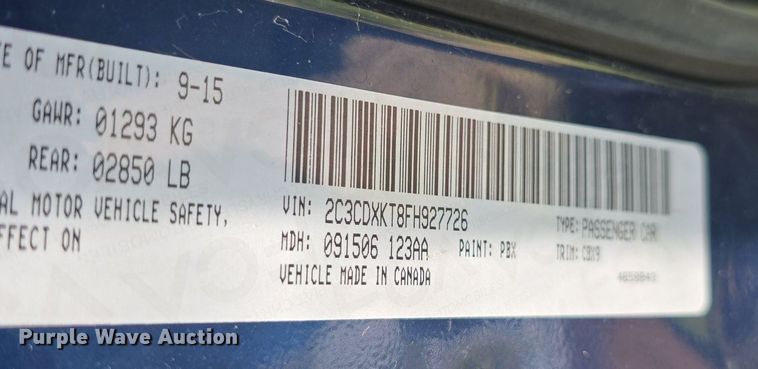 E OF MFR(BUILT): 9-15
GAWR: 01293 KG
REAR: 02850 LB
AL MOTOR VEHICLE SAFETY,
FFECT ON
VIN: 2C3CDXKT8FH927726
TYPE: PASSENGER CAR
MDH: 091506 123AA PAINT: PBX
TRIM: CBX9
VEHICLE MADE IN CANADA
Purple Wave Auction